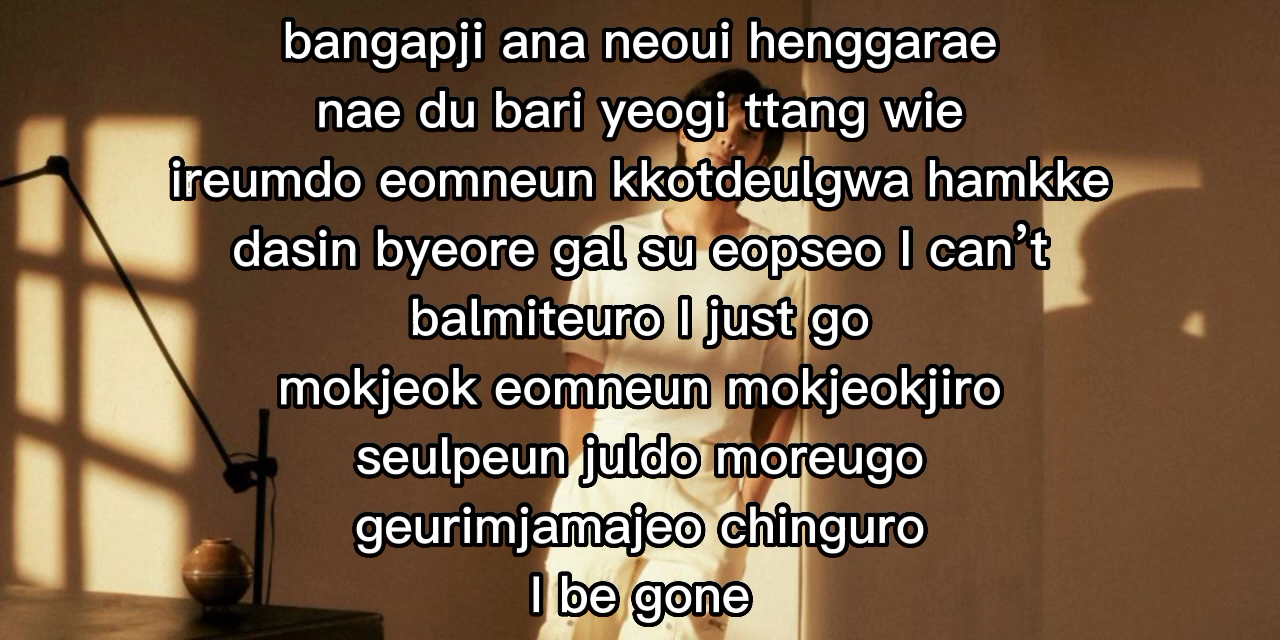 bangapji ana neoui henggarae
nae du bari yeogi ttang wie
ireumdo eomneun kkotdeulgwa hamkke
dasin byeore gal su eopseo I can’t
balmiteuro I just go
mokjeok eomneun mokjeokjiro
seulpeun juldo moreugo
geurimjamajeo chinguro
I be gone